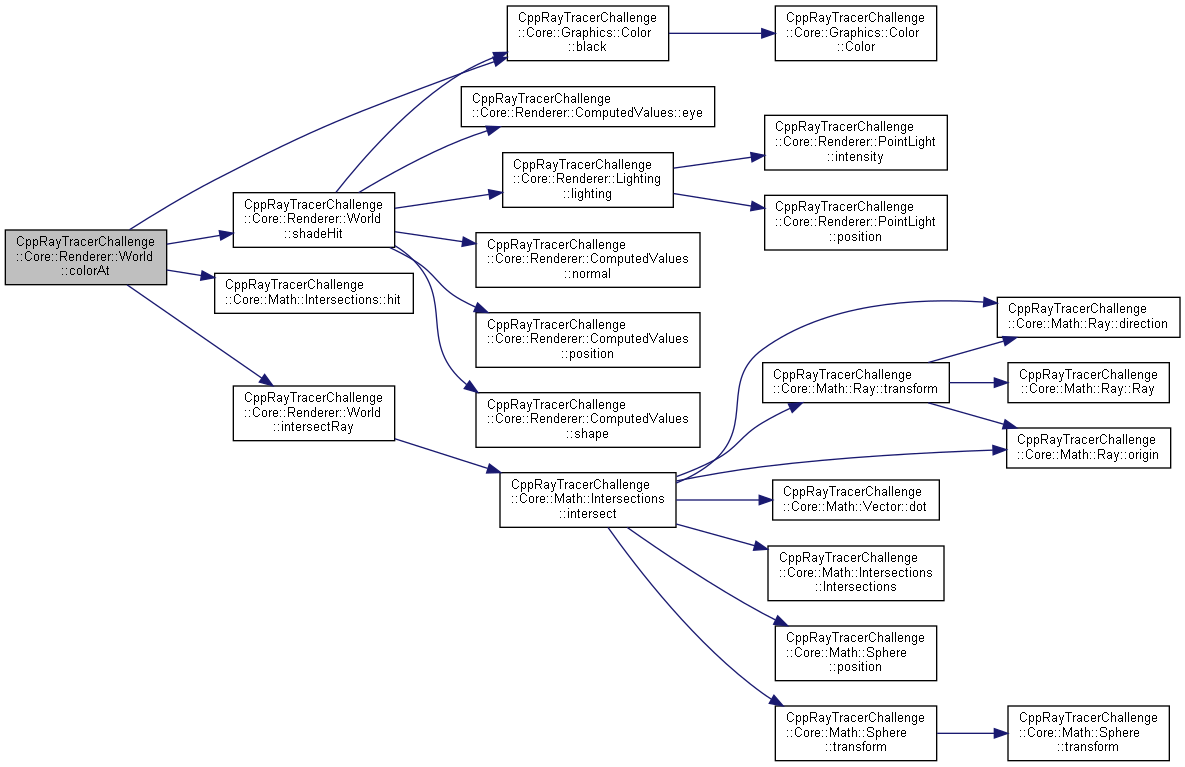 CppRayTracerChallenge
::Core::Graphics::Color
::black
CppRayTracerChallenge
::Core::Graphics::Color
::Color
CppRayTracerChallenge
::Core::Renderer::ComputedValues::eye
CppRayTracerChallenge
::Core::Renderer::PointLight
::intensity
CppRayTracerChallenge
::Core::Renderer::Lighting
::lighting
CppRayTracerChallenge
::Core::Renderer::PointLight
::position
CppRayTracerChallenge
::Core::Renderer::World
::shadeHit
CppRayTracerChallenge
::Core::Renderer::World
::colorAt
CppRayTracerChallenge
::Core::Renderer::ComputedValues
::normal
CppRayTracerChallenge
::Core::Math::Intersections::hit
CppRayTracerChallenge
::Core::Renderer::ComputedValues
::position
CppRayTracerChallenge
::Core::Math::Ray::direction
CppRayTracerChallenge
::Core::Math::Ray::transform
CppRayTracerChallenge
::Core::Math::Ray::Ray
CppRayTracerChallenge
::Core::Renderer::World
::intersectRay
CppRayTracerChallenge
::Core::Renderer::ComputedValues
::shape
CppRayTracerChallenge
::Core::Math::Ray::origin
CppRayTracerChallenge
::Core::Math::Intersections
::intersect
CppRayTracerChallenge
::Core::Math::Vector::dot
CppRayTracerChallenge
::Core::Math::Intersections
::Intersections
CppRayTracerChallenge
::Core::Math::Sphere
::position
CppRayTracerChallenge
::Core::Math::Sphere
::transform
CppRayTracerChallenge
::Core::Math::Sphere
::transform